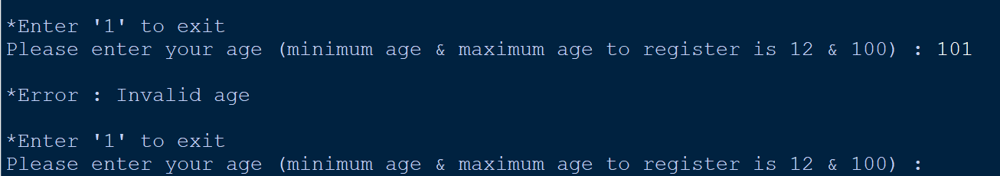 *Enter '1' to exit
Please enter your age (minimum age & maximum age to register is 12 & 100) : 101
*Error : Invalid age
*Enter '1' to exit
Please enter your age (minimum age & maximum age to register is 12 & 100) :